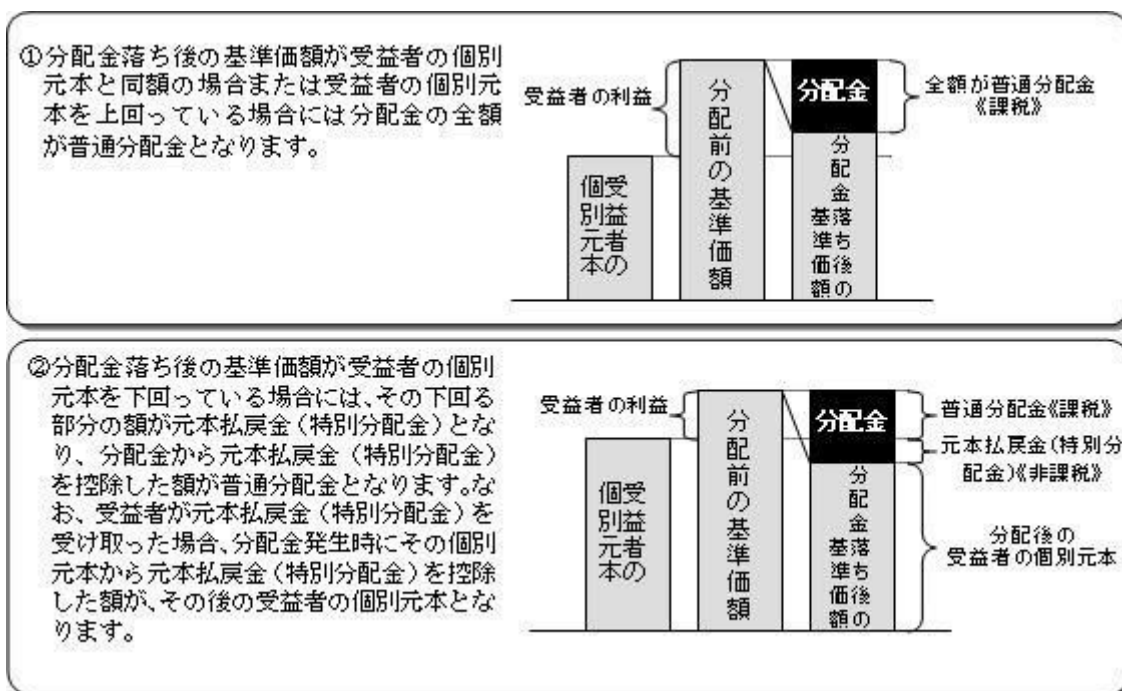 ①分配金落ち後の基準価額が受益者の個別
元本と同額の場合または受益者の個別元
本を上回っている場合には分配金の全額
が普通分配金となります。
受益者の利益
受益者の
個別元本
分配前の基準価額
分配金
分配金落ち後の
基準価額
全額が普通分配金
《課税》
②分配金落ち後の基準価額が受益者の個別
元本を下回っている場合には、その下回る
部分の額が元本払戻金（特別分配金）とな
り、分配金から元本払戻金（特別分配金）
を控除した額が普通分配金となります。な
お、受益者が元本払戻金（特別分配金）を
受け取った場合、分配金発生時にその個別
元本から元本払戻金（特別分配金）を控除
した額が、その後の受益者の個別元本とな
ります。
受益者の利益
受益者の
個別元本
分配前の基準価額
分配金
分配金落ち後の
基準価額
普通分配金《課税》
元本払戻金（特別分
配金）《非課税》
分配後の
受益者の個別元本